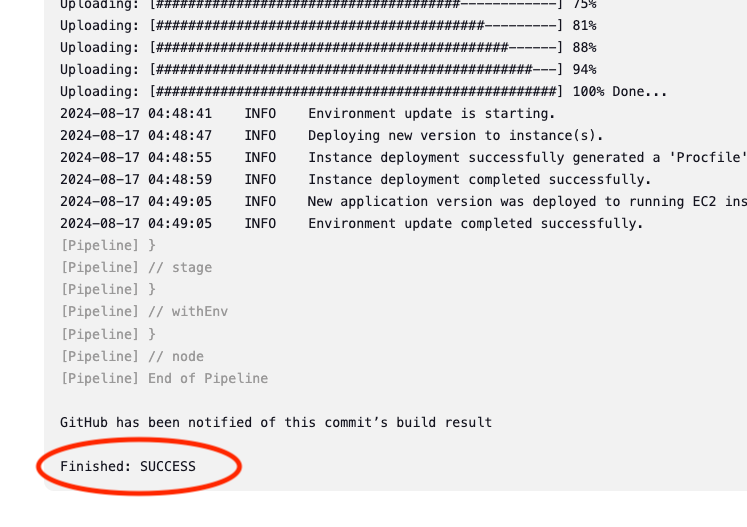 Uploading: [######################################------------] 75%
Uploading: [#########################################---------] 81%
Uploading: [############################################------] 88%
Uploading: [###############################################---] 94%
Uploading: [##################################################] 100% Done...
2024-08-17 04:48:41    INFO    Environment update is starting.
2024-08-17 04:48:47    INFO    Deploying new version to instance(s).
2024-08-17 04:48:55    INFO    Instance deployment successfully generated a 'Procfile'
2024-08-17 04:48:59    INFO    Instance deployment completed successfully.
2024-08-17 04:49:05    INFO    New application version was deployed to running EC2 ins
2024-08-17 04:49:05    INFO    Environment update completed successfully.
[Pipeline] }
[Pipeline] // stage
[Pipeline] }
[Pipeline] // withEnv
[Pipeline] }
[Pipeline] // node
[Pipeline] End of Pipeline
GitHub has been notified of this commit’s build result
Finished: SUCCESS